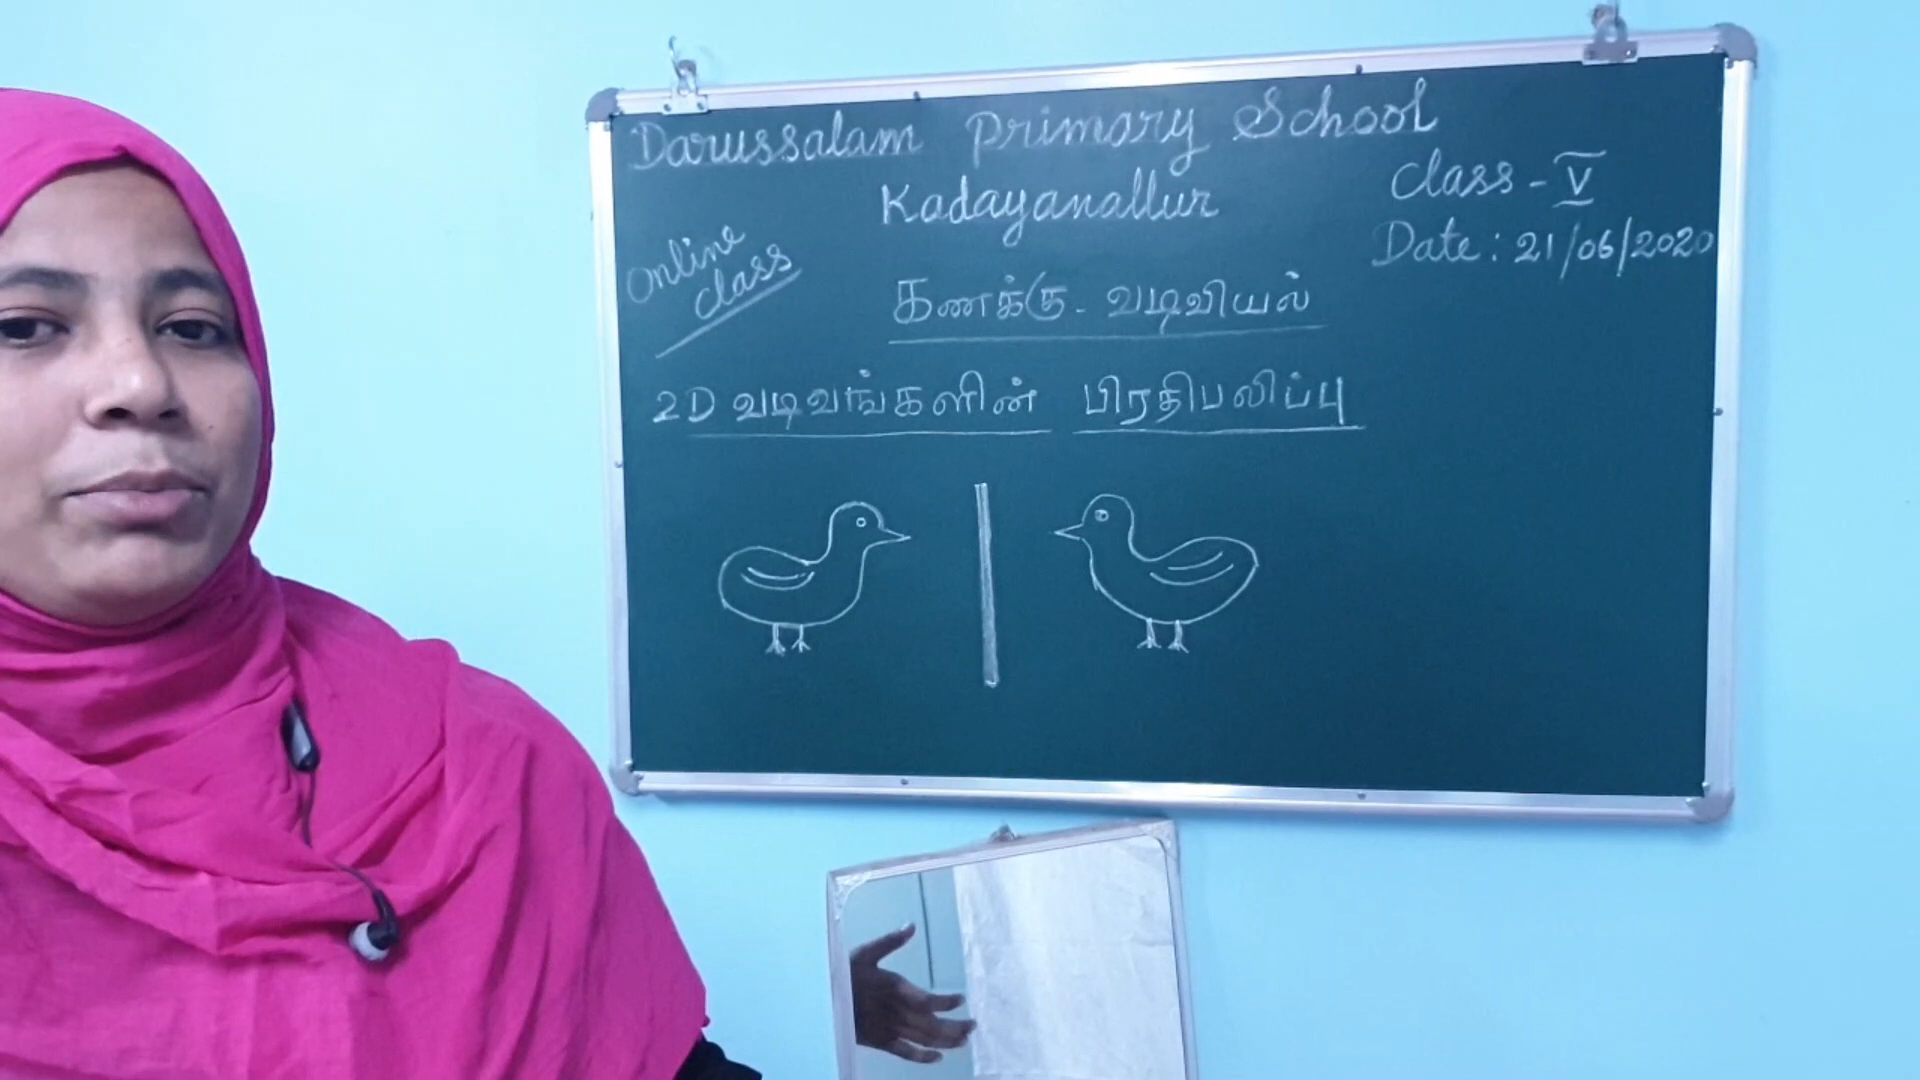 Darussalam Primary School
Kadayanallur
Class - V
Date : 21/06/2020
Online
Class
கணக்கு - வடிவியல்
2D வடிவங்களின் பிரதிபலிப்பு